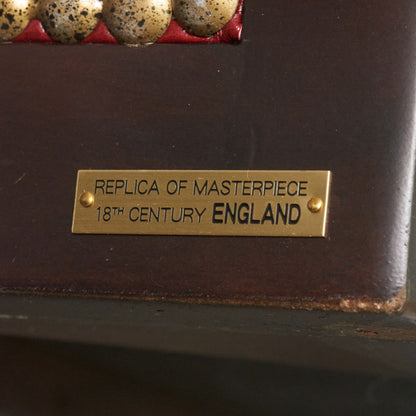 REPLICA OF MASTERPIECE
18TH CENTURY ENGLAND